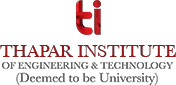 ti
THAPAR INSTITUTE
OF ENGINEERING & TECHNOLOGY
(Deemed to be University)